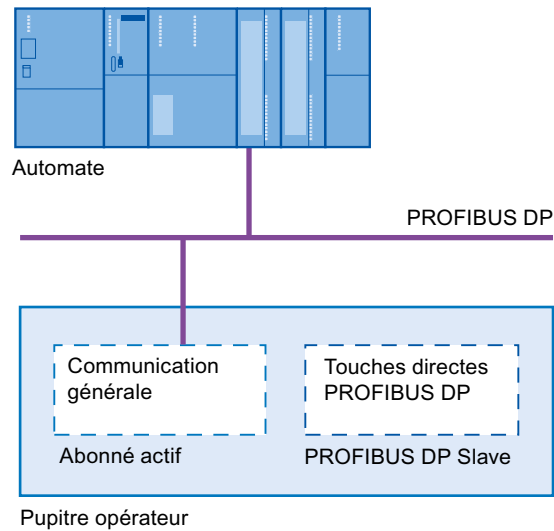 Automate
PROFIBUS DP
Communication
générale
Touches directes
PROFIBUS DP
Abonné actif
PROFIBUS DP Slave
Pupitre opérateur